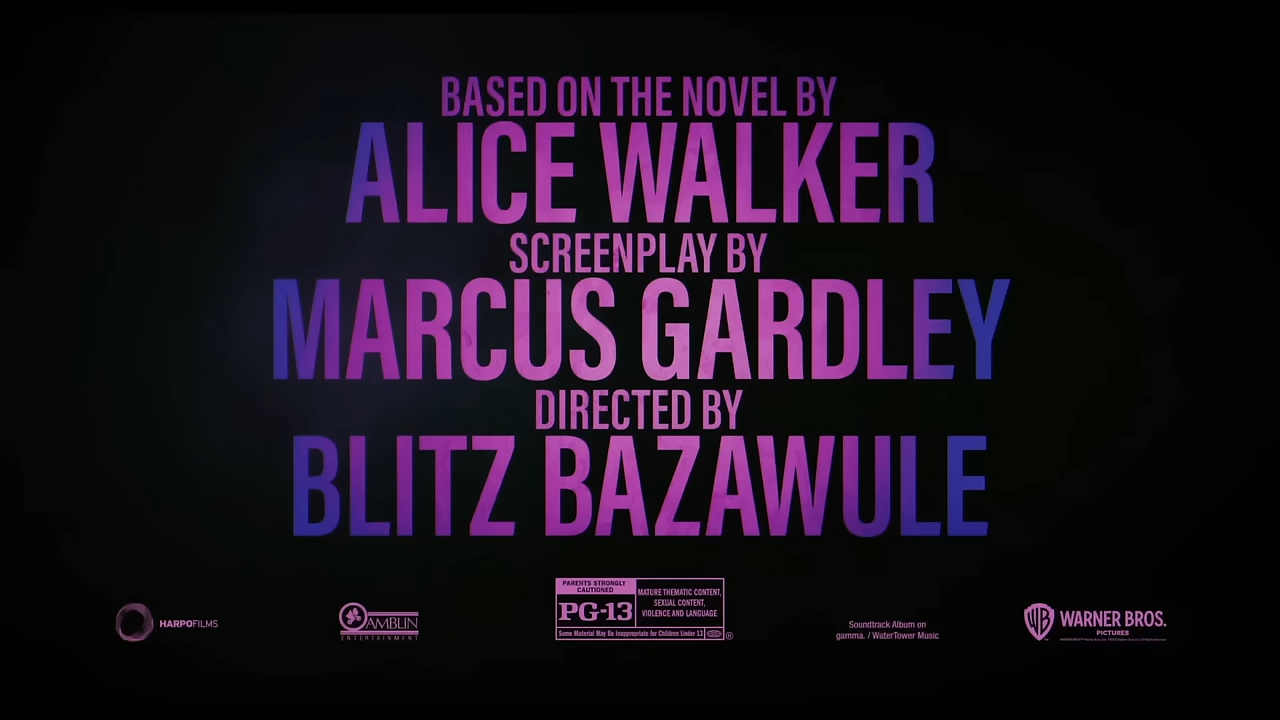 BASED ON THE NOVEL BY
ALICE WALKER
SCREENPLAY BY
MARCUS GARDLEY
DIRECTED BY
BLITZ BAZAWULE
HARPOFILMS
AMBLIN
ENTERTAINMENT
PARENTS STRONGLY
CAUTIONED
PG-13
MATURE THEMATIC CONTENT,
SEXUAL CONTENT,
VIOLENCE AND LANGUAGE
Some Material May Be Inappropriate for Children Under 13
®
Soundtrack Album on
gamma. / WaterTower Music
WB
WARNER BROS.
PICTURES